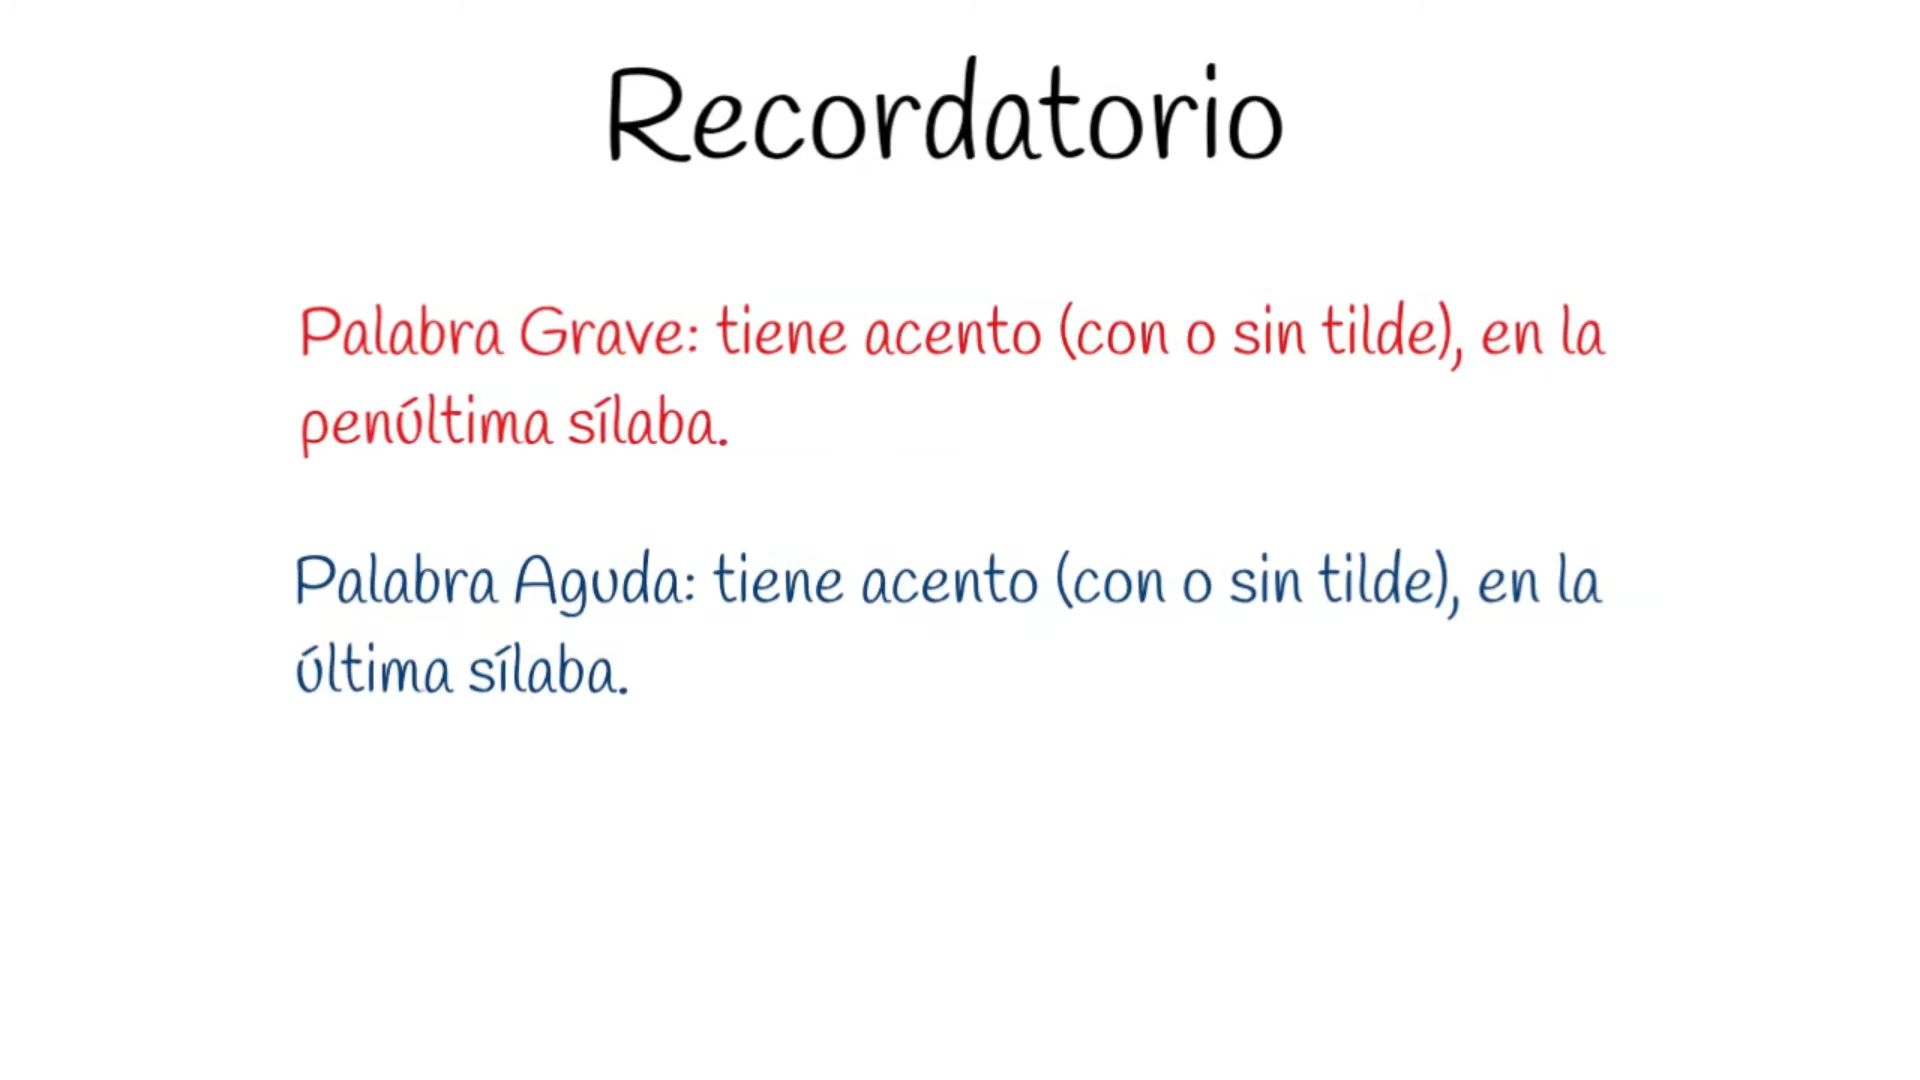 Recordatorio
Palabra Grave: tiene acento (con o sin tilde), en la
penúltima sílaba.
Palabra Aguda: tiene acento (con o sin tilde), en la
última sílaba.